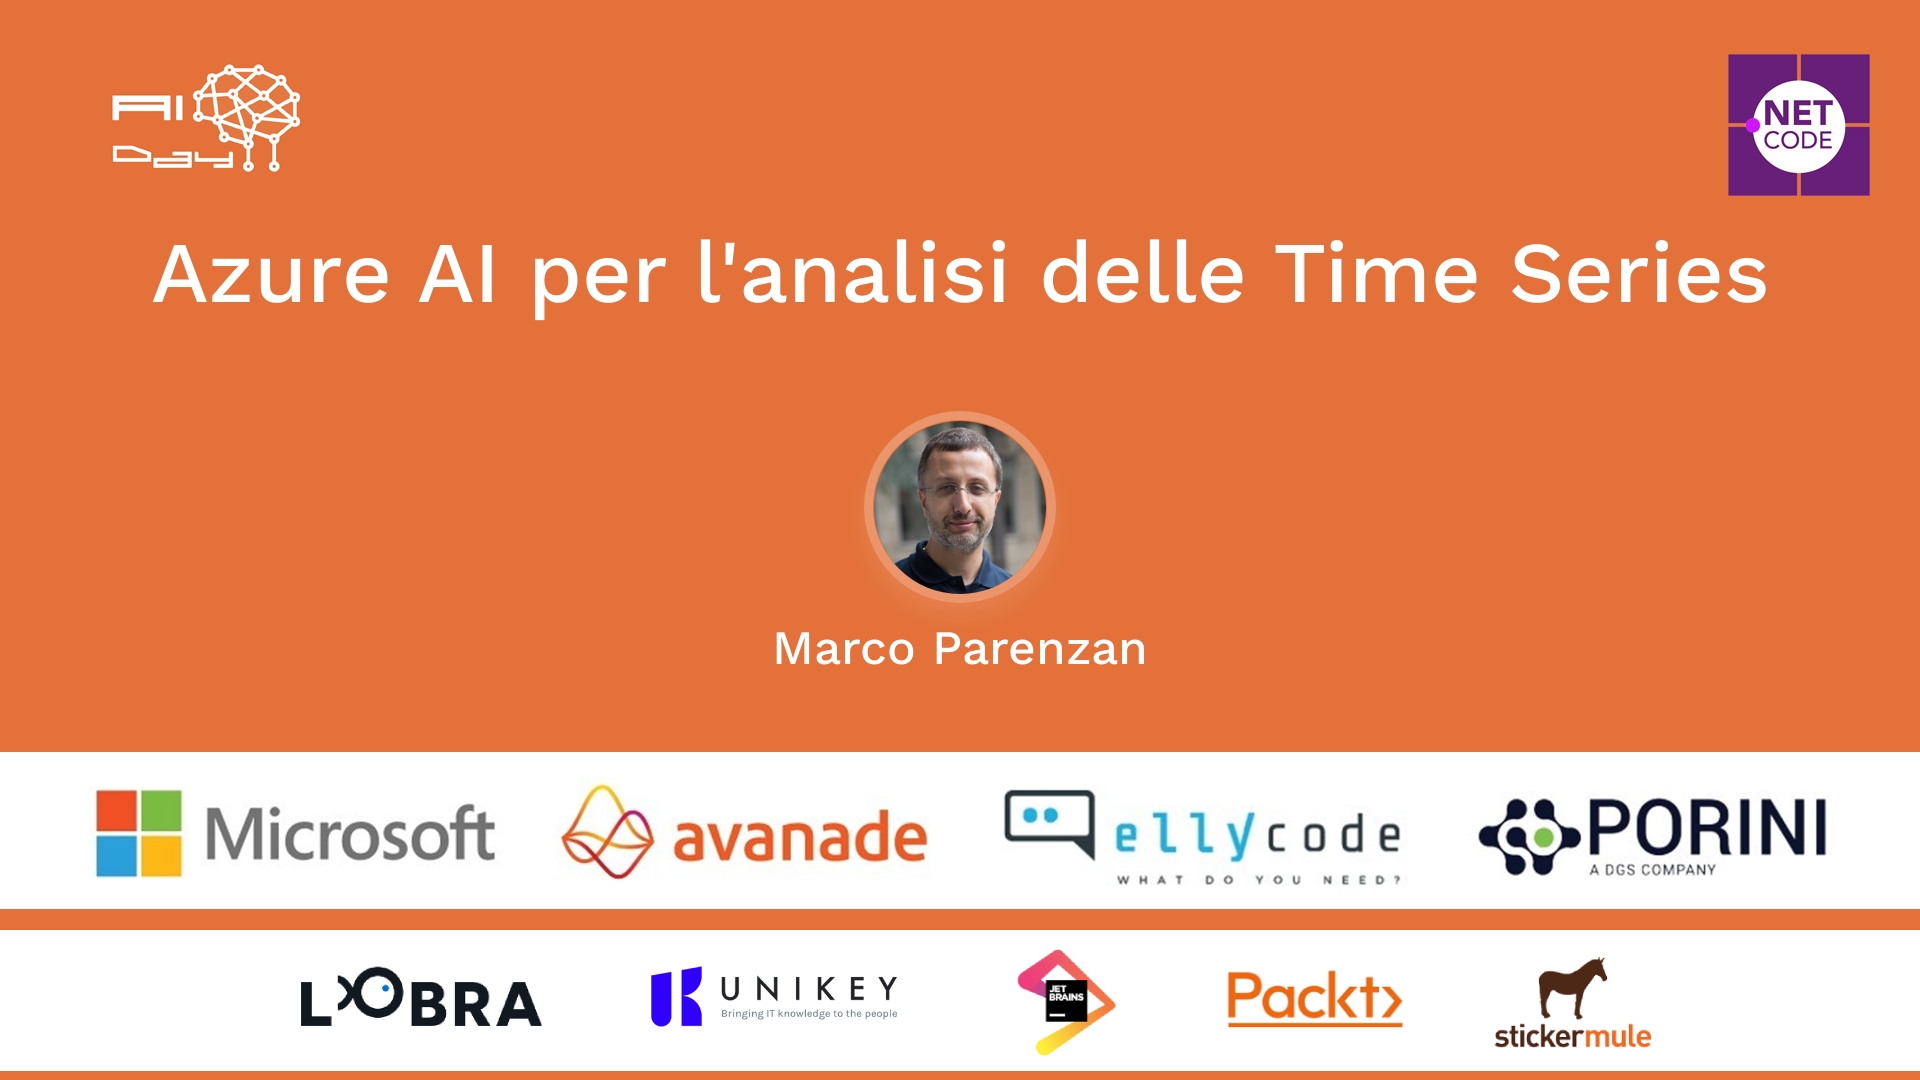 AI
Day
NET
CODE
Azure AI per l'analisi delle Time Series
Marco Parenzan
Microsoft
avanade
ellycode
WHAT DO YOU NEED?
PORINI
A DGS COMPANY
LOBRA
UNIKEY
Bringing IT knowledge to the people
JET
BRAINS
Packt
stickermule